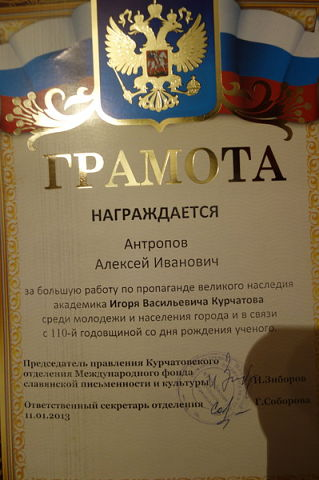 ГРАМОТА
НАГРАЖДАЕТСЯ
Антропов
Алексей Иванович
за большую работу по пропаганде великого наследия
академика Игоря Васильевича Курчатова
среди молодежи и населения города и в связи
с 110-й годовщиной со дня рождения ученого.
Председатель правления Курчатовского
отделения Международного фонда
славянской письменности и культуры И.Зиборов
Ответственный секретарь отделения Г.Соборова
11.01.2013